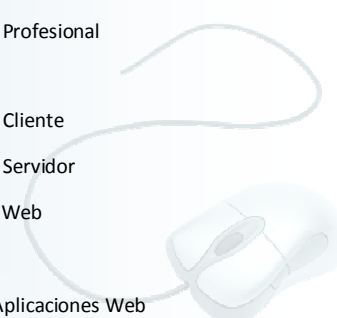 Profesional
Cliente
Servidor
Web
Aplicaciones Web